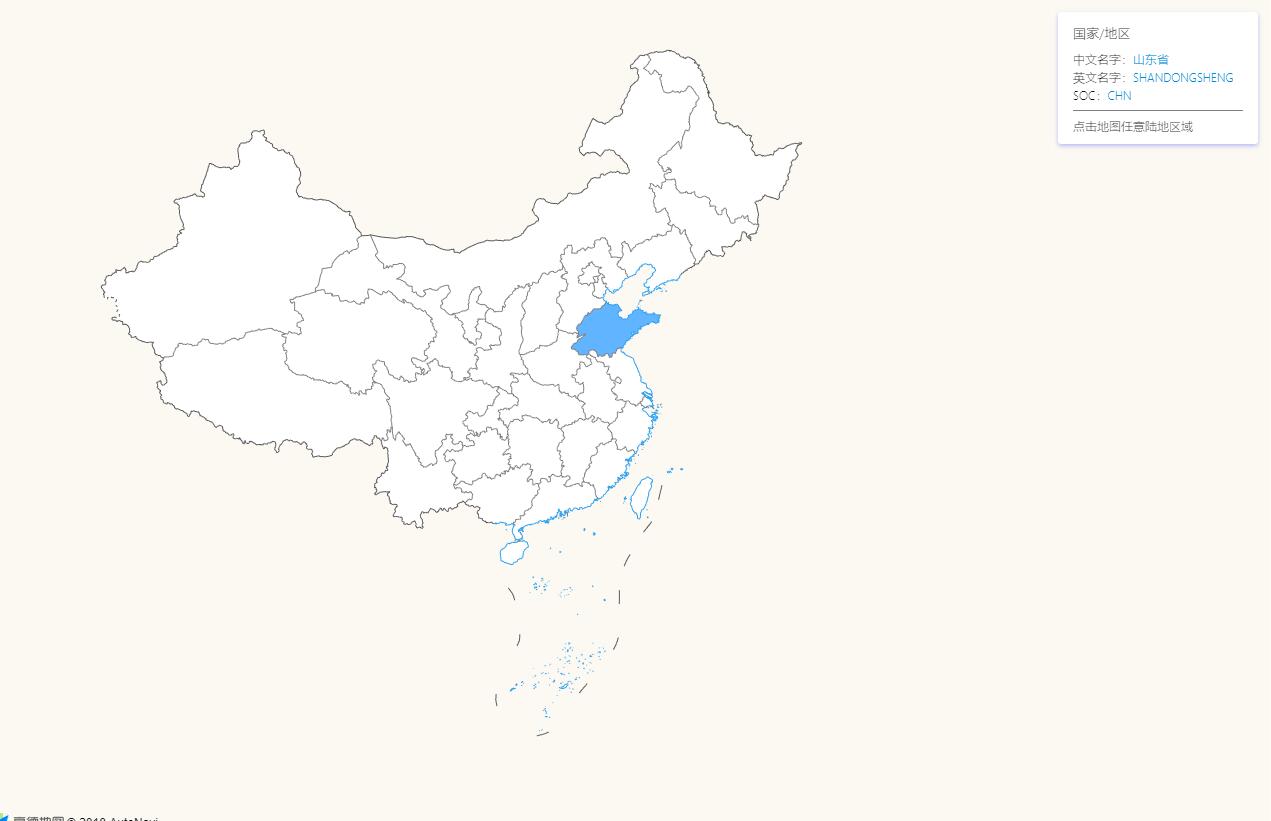 国家/地区
中文名字：山东省
英文名字：SHANDONGSHENG
SOC：CHN
点击地图任意陆地区域
高德地图 © 2019 AutoNavi